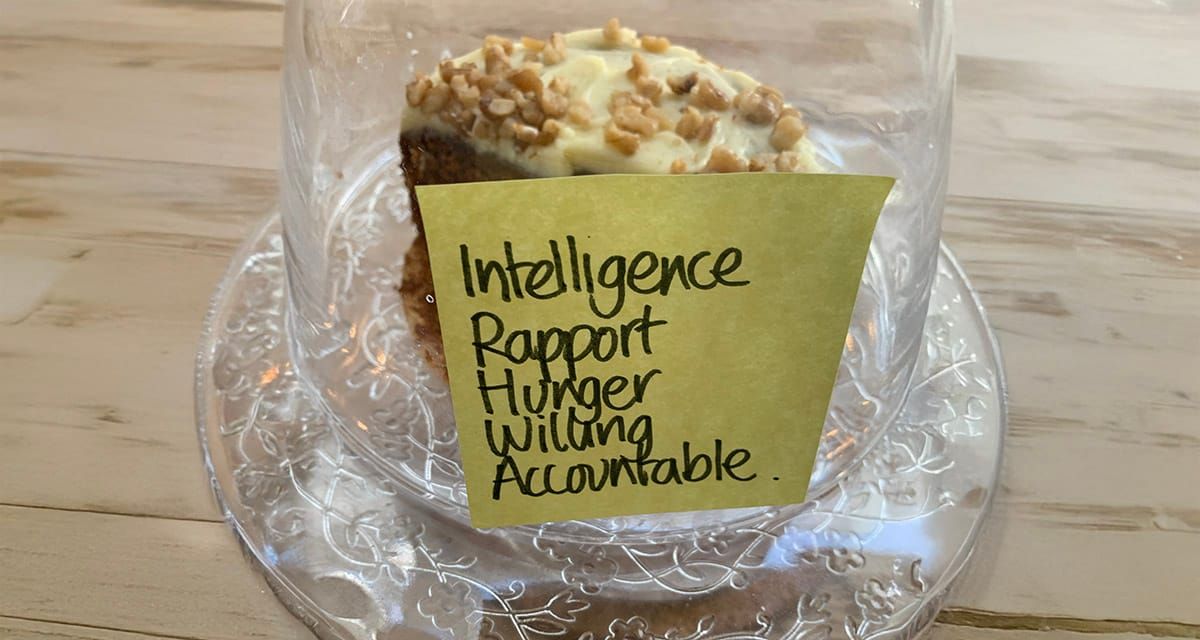 Intelligence
Rapport
Hunger
Willing
Accountable.